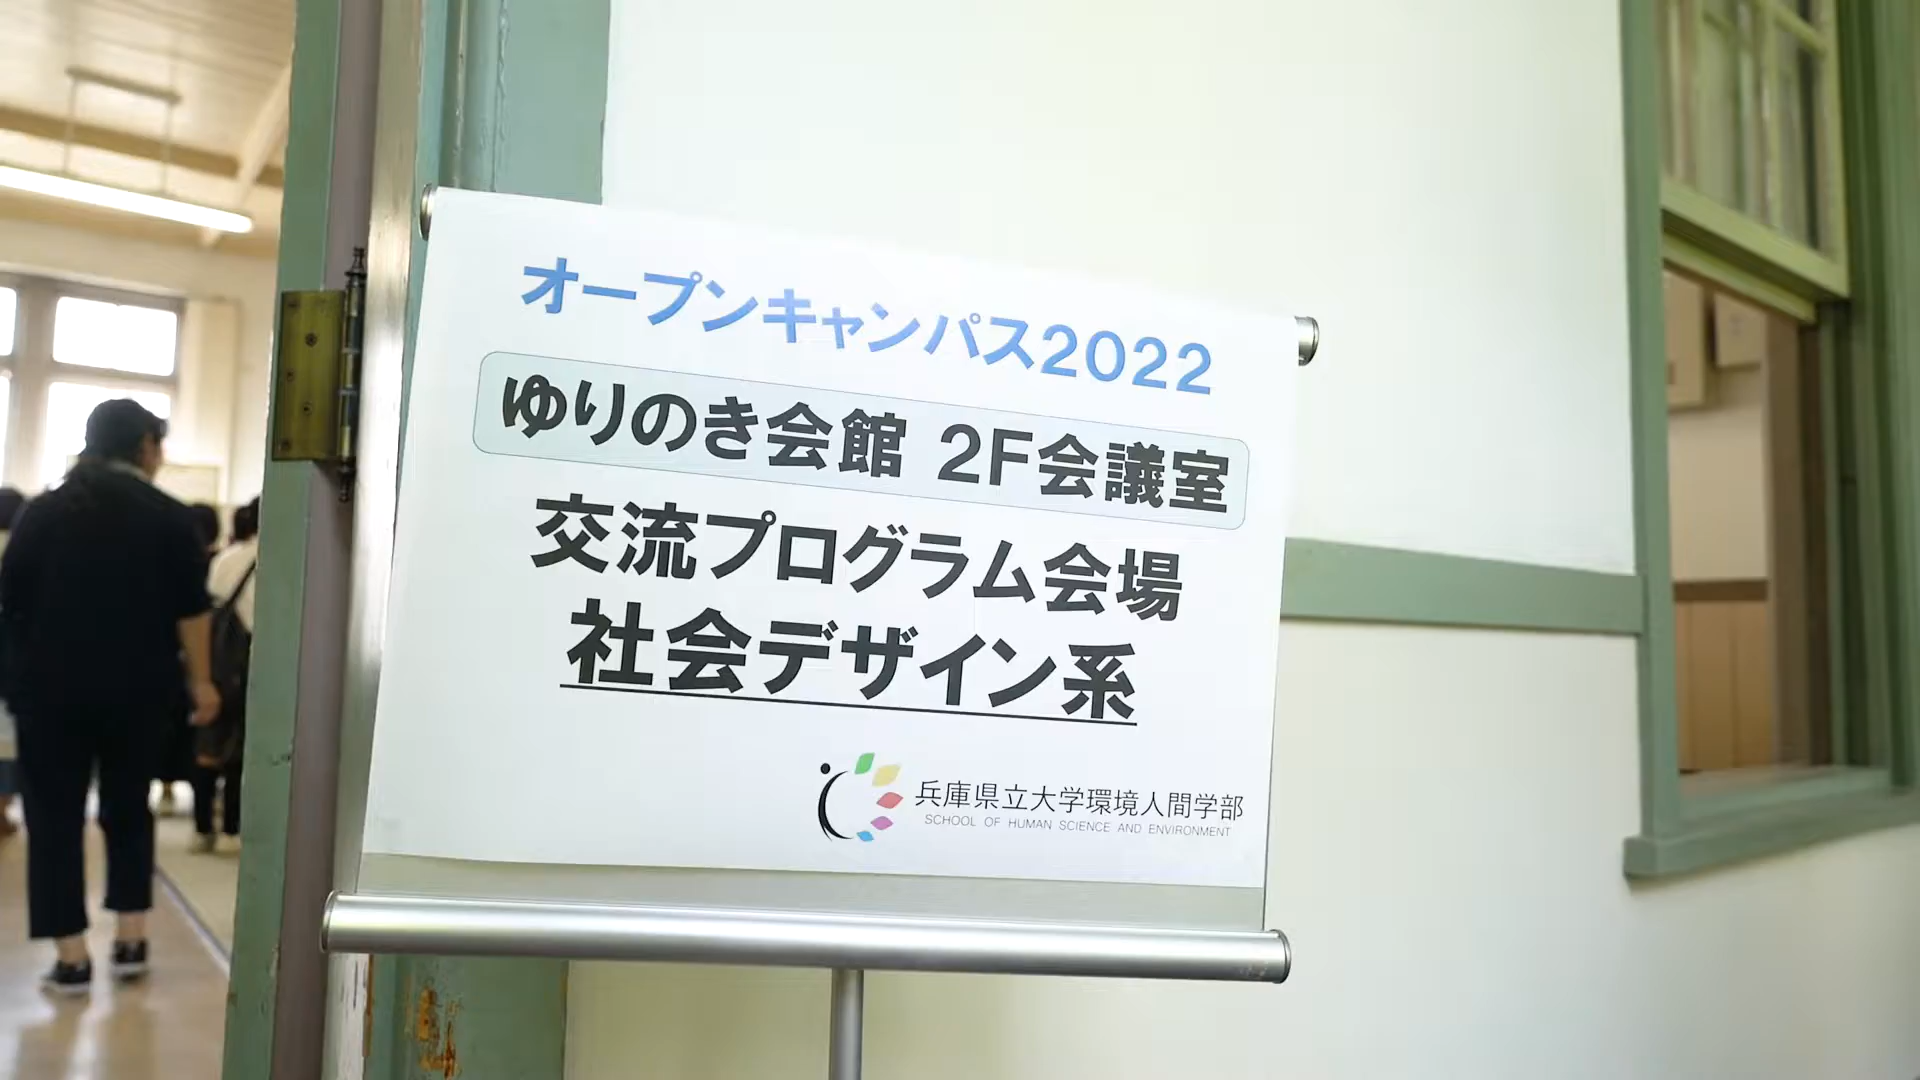 オープンキャンパス2022
ゆりのき会館 2F会議室
交流プログラム会場
社会デザイン系
兵庫県立大学環境人間学部
SCHOOL OF HUMAN SCIENCE AND ENVIRONMENT